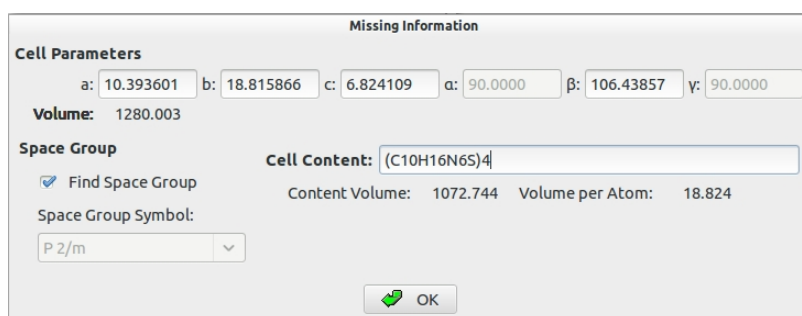 Missing Information
Cell Parameters
a: 10.393601 b: 18.815866 c: 6.824109 α: 90.0000 β: 106.43857 γ: 90.0000
Volume: 1280.003
Space Group
Cell Content: (C10H16N6S)4
Find Space Group
Content Volume: 1072.744 Volume per Atom: 18.824
Space Group Symbol:
P 2/m
OK